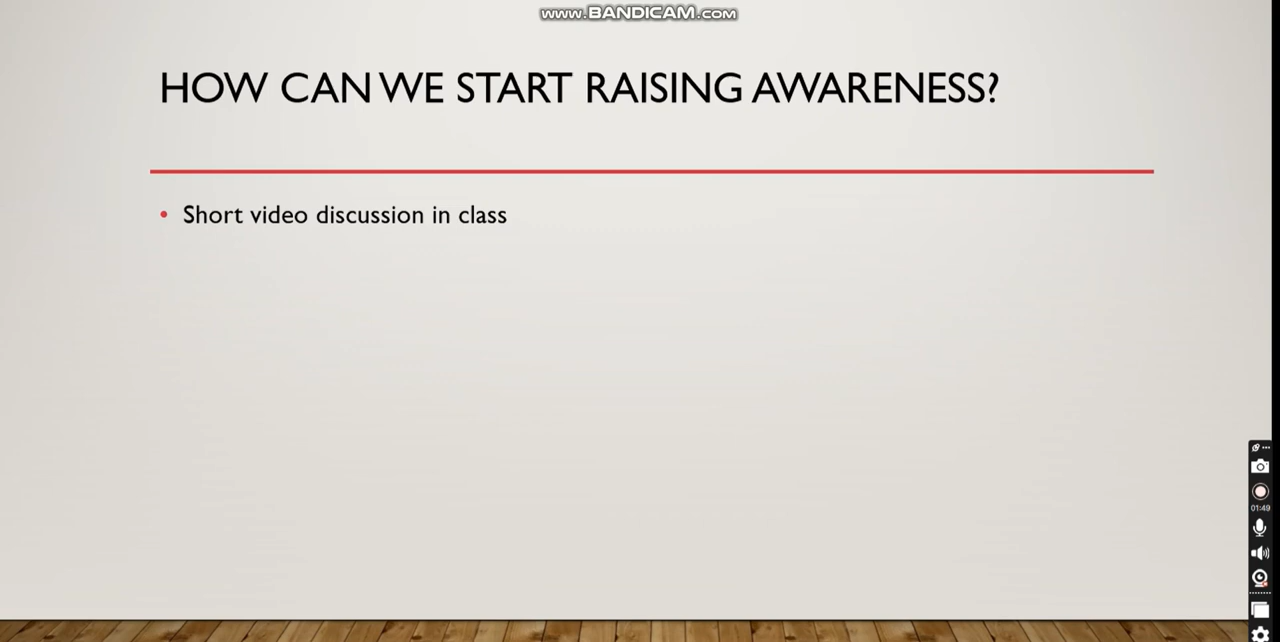 www.BANDICAM.com
HOW CAN WE START RAISING AWARENESS?
• Short video discussion in class
01:49